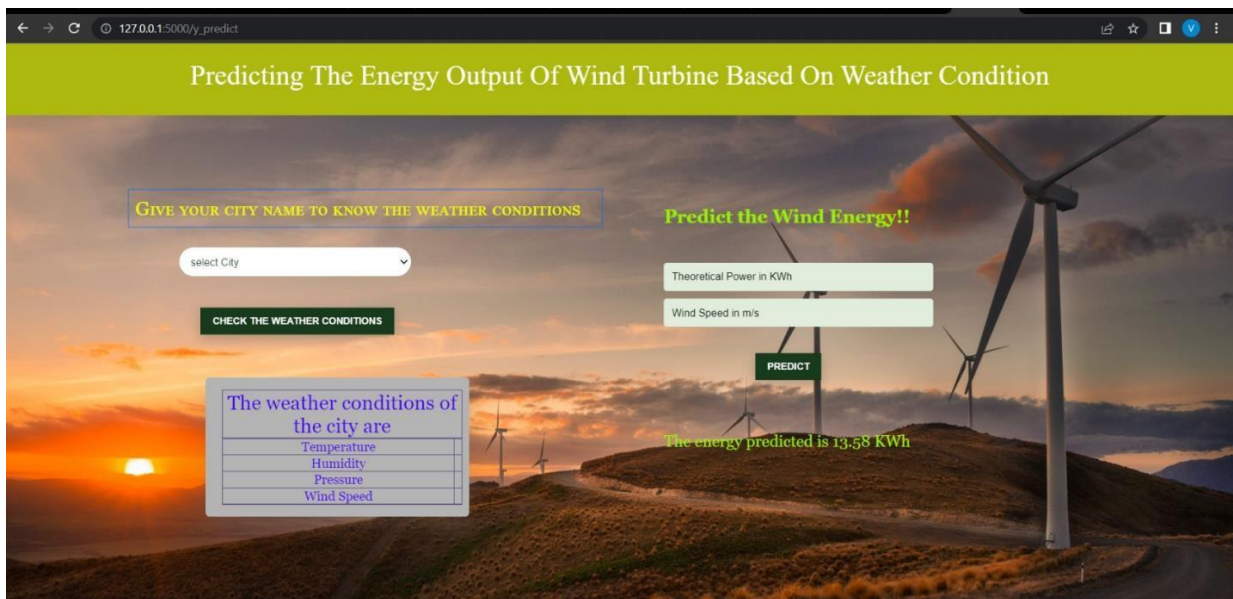 127.0.0.1:5000/y_predict
V
Predicting The Energy Output Of Wind Turbine Based On Weather Condition
GIVE YOUR CITY NAME TO KNOW THE WEATHER CONDITIONS
select City
CHECK THE WEATHER CONDITIONS
The weather conditions of
the city are
Temperature
Humidity
Pressure
Wind Speed
Predict the Wind Energy!!
Theoretical Power in KWh
Wind Speed in m/s
PREDICT
The energy predicted is 13.58 KWh